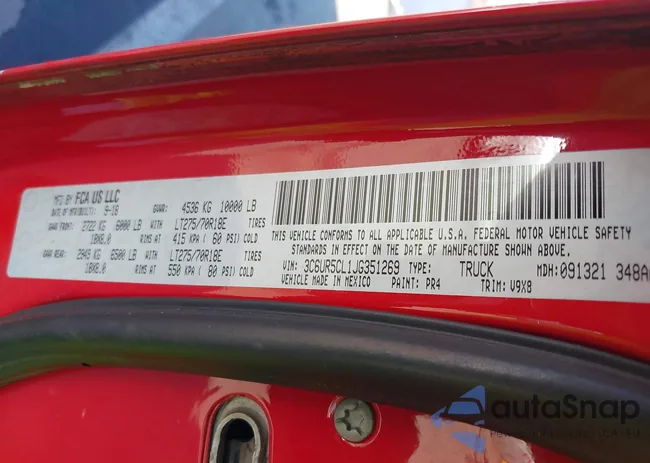 MFD BY: FCA US LLC
DATE OF MFR(BUILT): 9-18 GVWR: 4536 KG 10000 LB
GAWR FRONT: 2722 KG 6000 LB WITH LT275/70R18E TIRES
18X8.0 RIMS AT 415 KPA ( 60 PSI) COLD
GAWR REAR: 2949 KG 6500 LB WITH LT275/70R18E TIRES
18X8.0 RIMS AT 550 KPA ( 80 PSI) COLD
THIS VEHICLE CONFORMS TO ALL APPLICABLE U.S.A. FEDERAL MOTOR VEHICLE SAFETY
STANDARDS IN EFFECT ON THE DATE OF MANUFACTURE SHOWN ABOVE.
VIN: 3C6UR5CL1JG351269 TYPE: TRUCK MDH: 091321 348A
VEHICLE MADE IN MEXICO PAINT: PR4 TRIM: V9X8
autoSnap